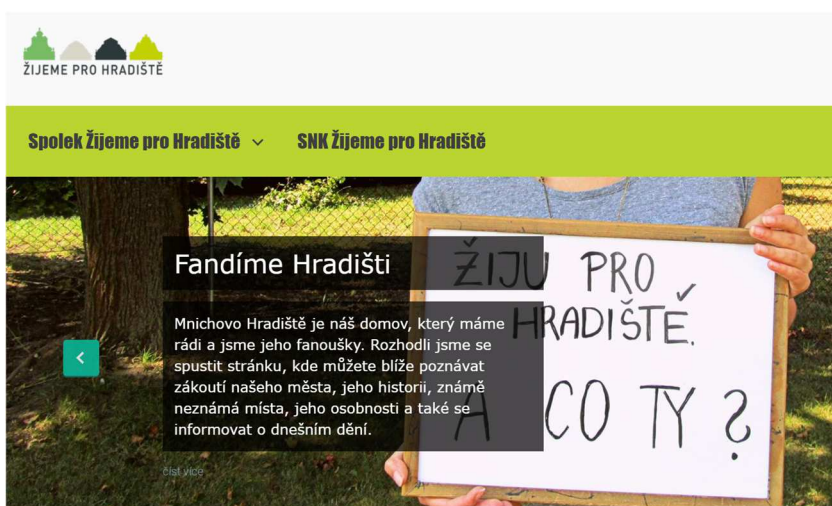 ŽIJEME PRO HRADIŠTĚ
Spolek Žijeme pro Hradiště
SNK Žijeme pro Hradiště
Fandíme Hradišti
Mnichovo Hradiště je náš domov, který máme
rádi a jsme jeho fanoušky. Rozhodli jsme se
spustit stránku, kde můžete blíže poznávat
zákoutí našeho města, jeho historii, známě
neznámá místa, jeho osobnosti a také se
informovat o dnešním dění.
číst více
ŽIJU PRO
HRADIŠTĚ.
A CO TY?